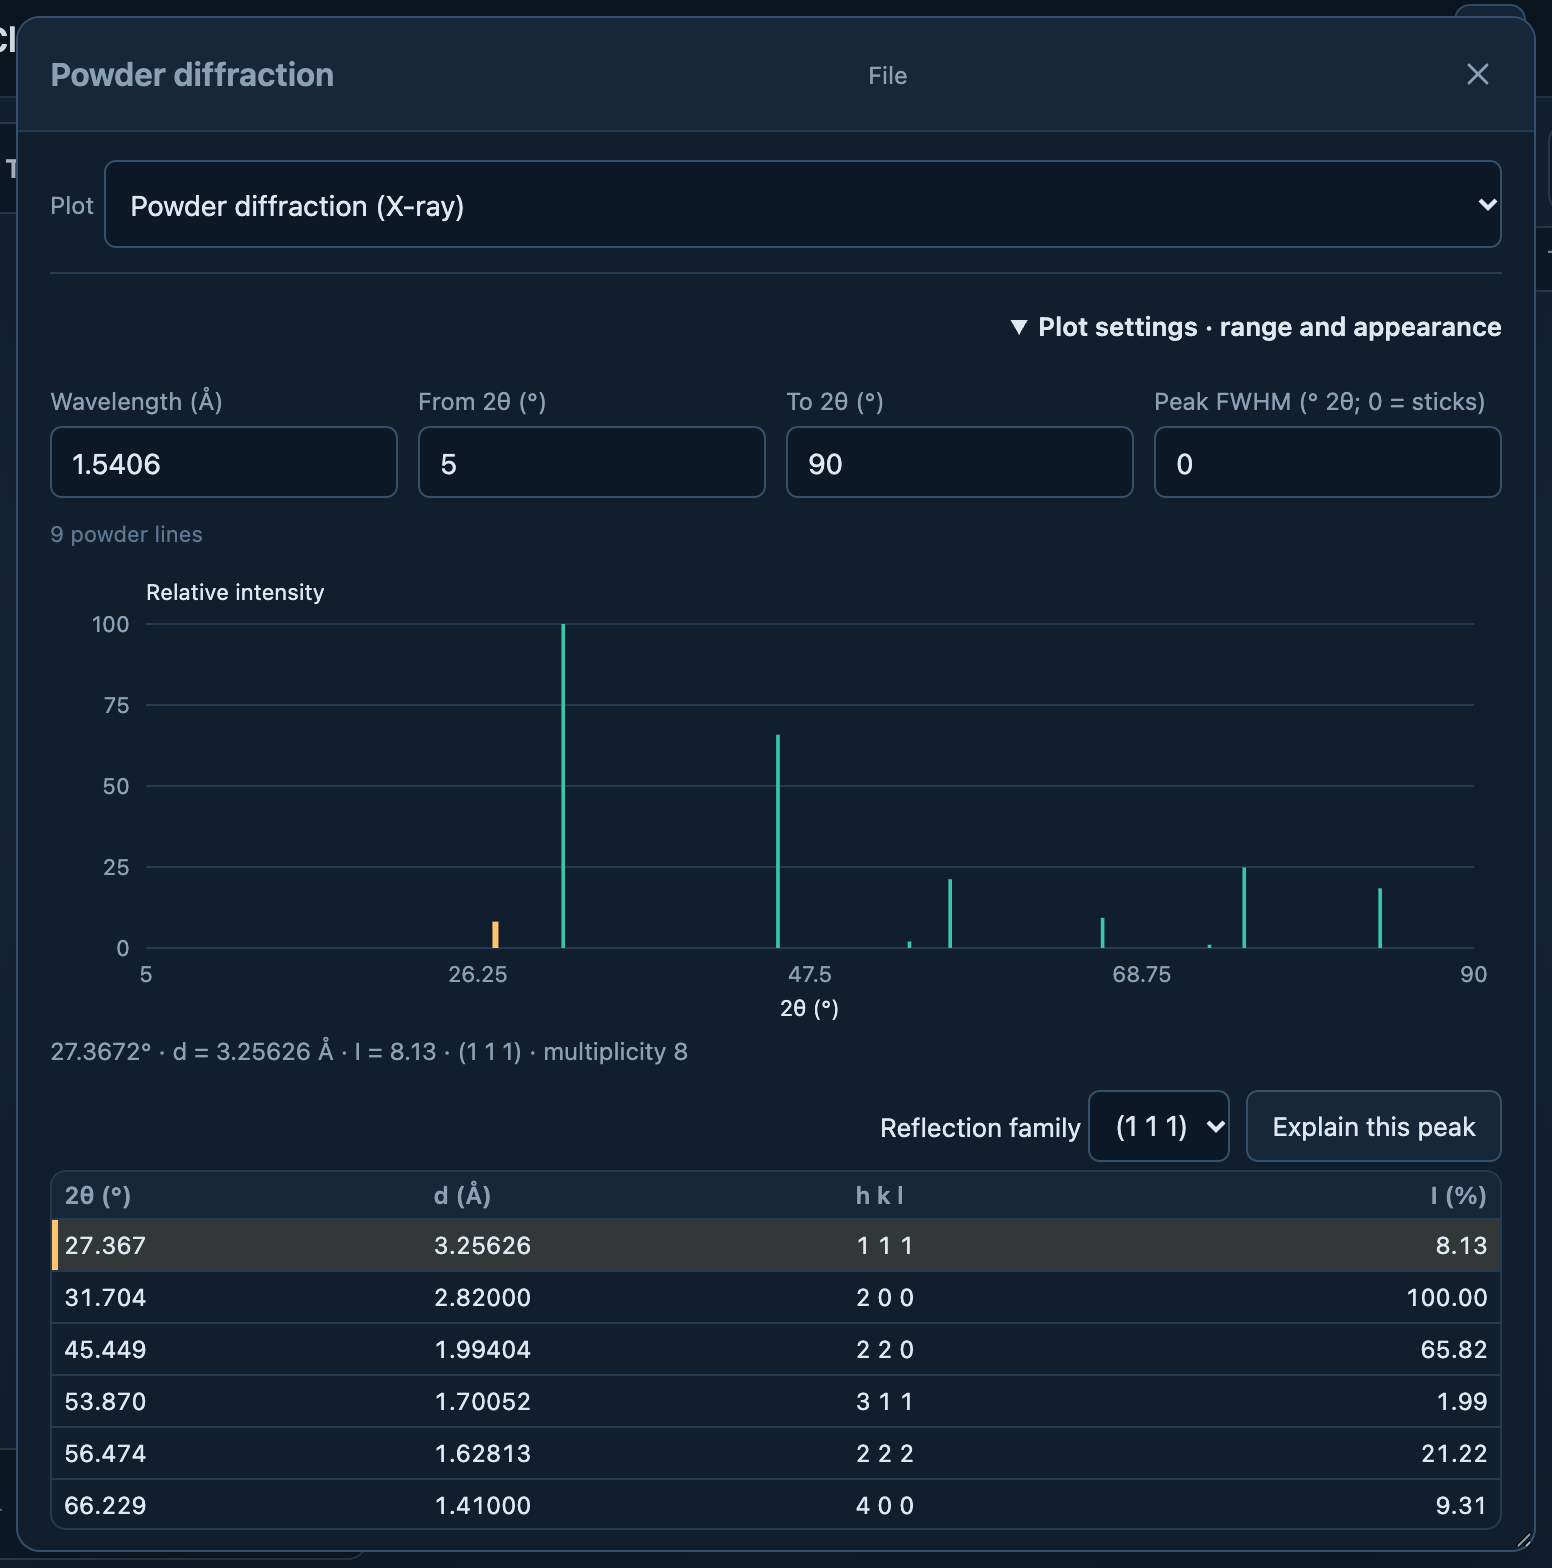 Powder diffraction File
Plot Powder diffraction (X-ray)
▼ Plot settings · range and appearance
Wavelength (Å) From 2θ (°) To 2θ (°) Peak FWHM (° 2θ; 0 = sticks)
1.5406 5 90 0
9 powder lines
Relative intensity
100
75
50
25
0
5 26.25 47.5 68.75 90
2θ (°)
27.3672° · d = 3.25626 Å · I = 8.13 · (1 1 1) · multiplicity 8
Reflection family (1 1 1) Explain this peak
2θ (°) d (Å) h k l I (%)
27.367 3.25626 1 1 1 8.13
31.704 2.82000 2 0 0 100.00
45.449 1.99404 2 2 0 65.82
53.870 1.70052 3 1 1 1.99
56.474 1.62813 2 2 2 21.22
66.229 1.41000 4 0 0 9.31